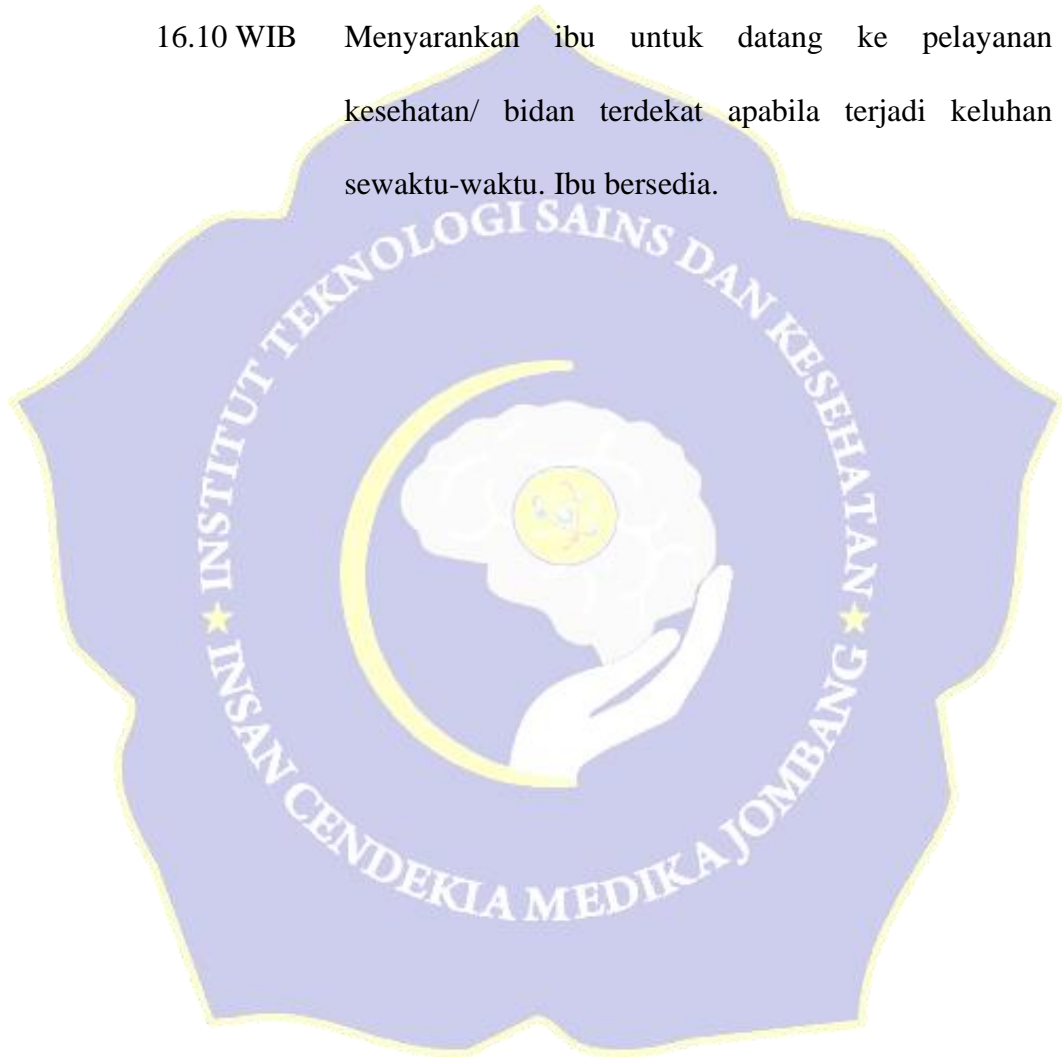 16.10 WIB Menyarankan ibu untuk datang ke pelayanan
kesehatan/ bidan terdekat apabila terjadi keluhan
sewaktu-waktu. Ibu bersedia.
INSTITUT TEKNOLOGI SAINS DAN KESEHATAN
INSAN CENDEKIA MEDIKA JOMBANG